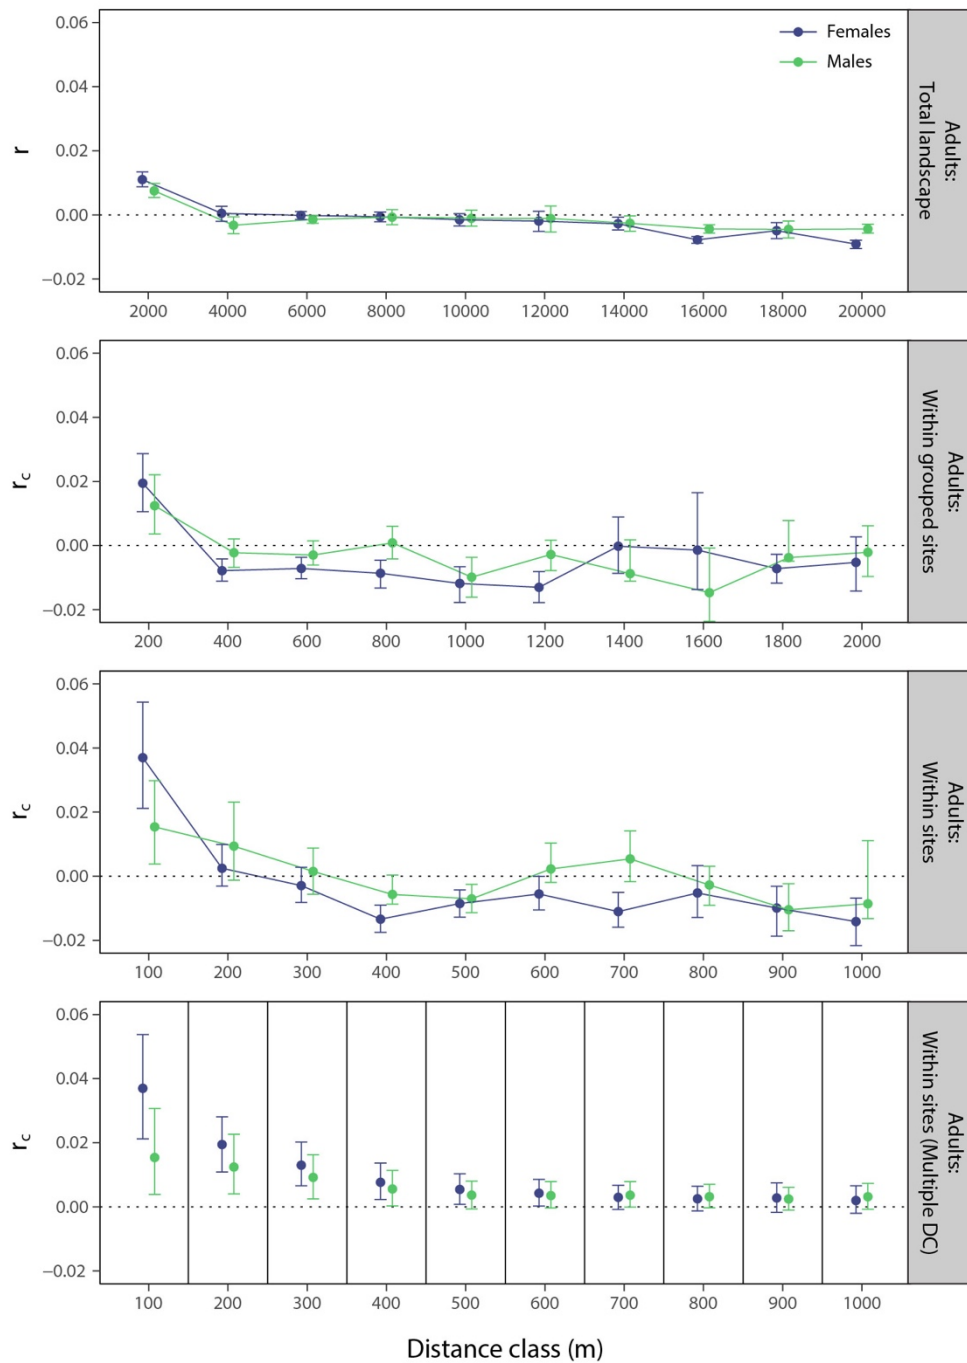 Females
Males
0.06
0.04
0.02
0.00
−0.02
r
2000 4000 6000 8000 10000 12000 14000 16000 18000 20000
Adults:
Total landscape
0.06
0.04
0.02
0.00
−0.02
rc
200 400 600 800 1000 1200 1400 1600 1800 2000
Adults:
Within grouped sites
0.06
0.04
0.02
0.00
−0.02
rc
100 200 300 400 500 600 700 800 900 1000
Adults:
Within sites
0.06
0.04
0.02
0.00
−0.02
rc
100 200 300 400 500 600 700 800 900 1000
Adults:
Within sites (Multiple DC)
Distance class (m)